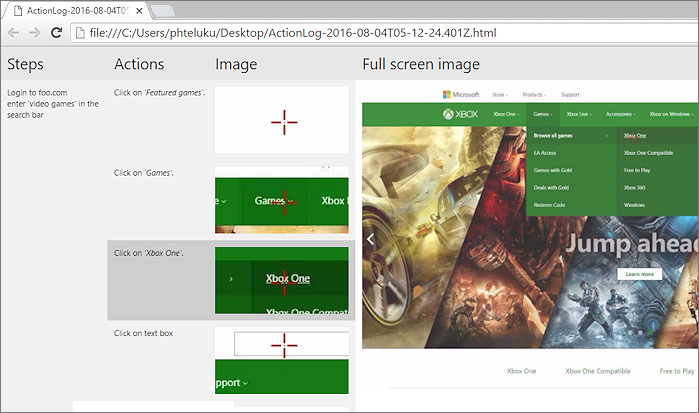 ActionLog-2016-08-04T05
file:///C:/Users/phteluku/Desktop/ActionLog-2016-08-04T05-12-24.401Z.html
Steps
Actions
Image
Full screen image
Login to foo.com
enter 'video games' in the
search bar
Click on 'Featured games'.
Click on 'Games'.
Games
Xbox
Click on 'Xbox One'.
Xbox One
Xbox One Compat
Click on text box
pport
Microsoft
Store
Products
Support
XBOX
Xbox One
Games
Xbox Live
Accessories
Xbox on Windows
Browse all games
EA Access
Games with Gold
Deals with Gold
Redeem Code
Xbox One
Xbox One Compatible
Free to Play
Xbox 360
Windows
Jump ahea
Learn more
Xbox One
Xbox One Compatible
Free to Play